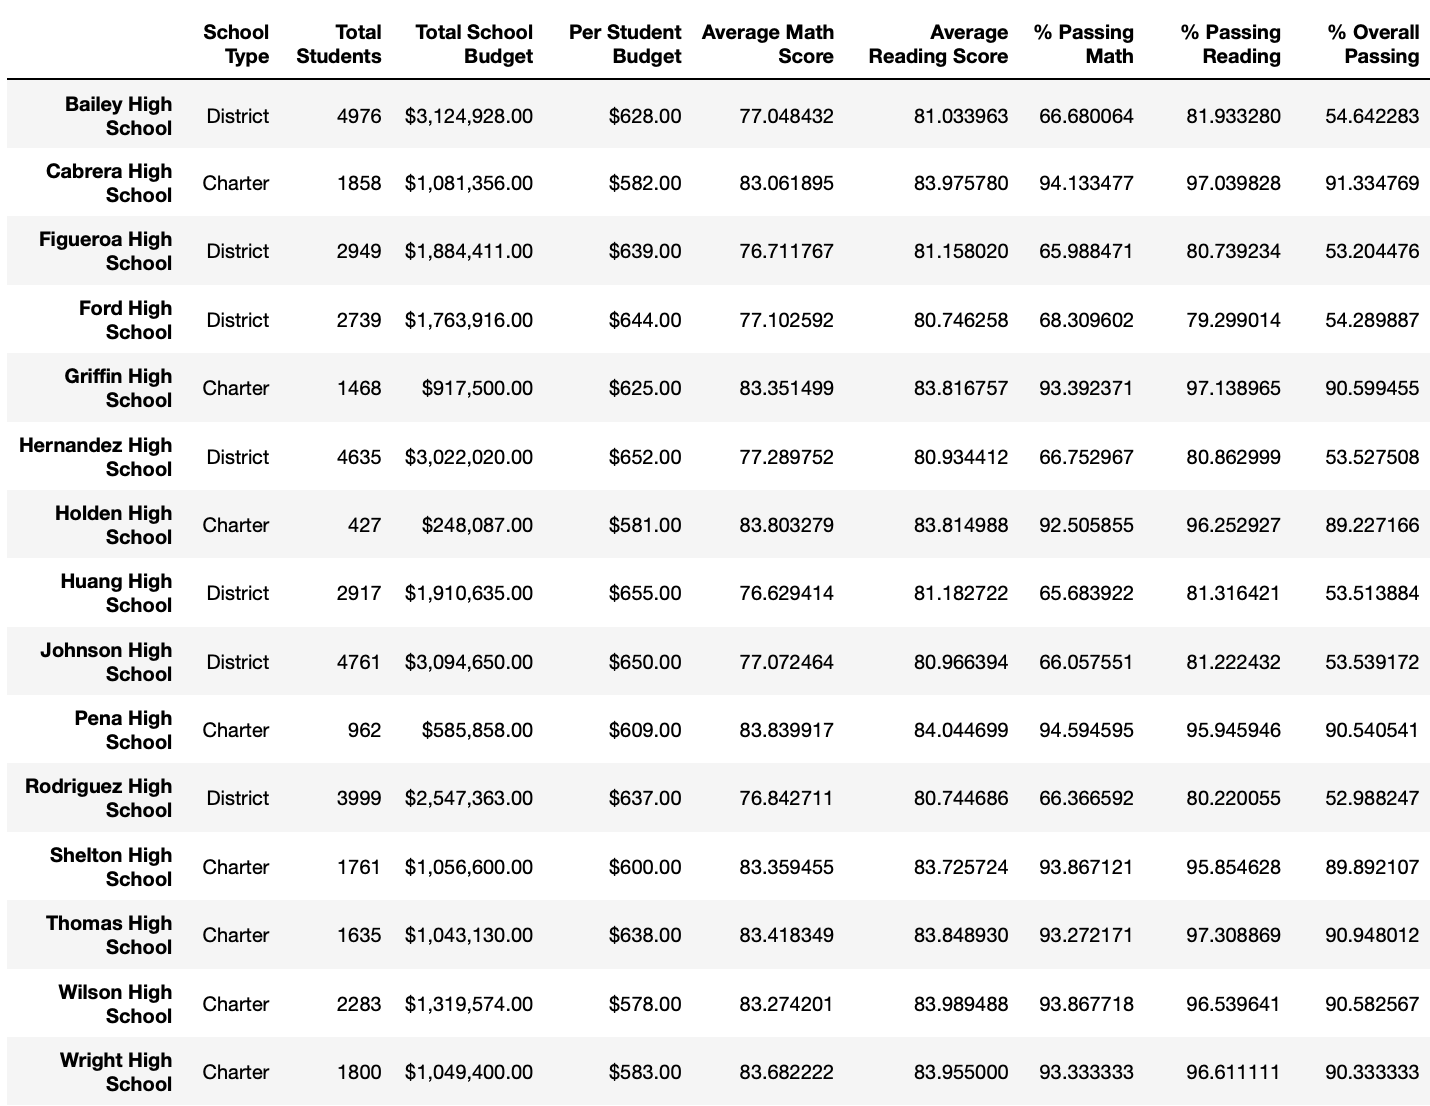 School Type Total Students Total School Budget Per Student Budget Average Math Score Average Reading Score % Passing Math % Passing Reading % Overall Passing
Bailey High School District 4976 $3,124,928.00 $628.00 77.048432 81.033963 66.680064 81.933280 54.642283
Cabrera High School Charter 1858 $1,081,356.00 $582.00 83.061895 83.975780 94.133477 97.039828 91.334769
Figueroa High School District 2949 $1,884,411.00 $639.00 76.711767 81.158020 65.988471 80.739234 53.204476
Ford High School District 2739 $1,763,916.00 $644.00 77.102592 80.746258 68.309602 79.299014 54.289887
Griffin High School Charter 1468 $917,500.00 $625.00 83.351499 83.816757 93.392371 97.138965 90.599455
Hernandez High School District 4635 $3,022,020.00 $652.00 77.289752 80.934412 66.752967 80.862999 53.527508
Holden High School Charter 427 $248,087.00 $581.00 83.803279 83.814988 92.505855 96.252927 89.227166
Huang High School District 2917 $1,910,635.00 $655.00 76.629414 81.182722 65.683922 81.316421 53.513884
Johnson High School District 4761 $3,094,650.00 $650.00 77.072464 80.966394 66.057551 81.222432 53.539172
Pena High School Charter 962 $585,858.00 $609.00 83.839917 84.044699 94.594595 95.945946 90.540541
Rodriguez High School District 3999 $2,547,363.00 $637.00 76.842711 80.744686 66.366592 80.220055 52.988247
Shelton High School Charter 1761 $1,056,600.00 $600.00 83.359455 83.725724 93.867121 95.854628 89.892107
Thomas High School Charter 1635 $1,043,130.00 $638.00 83.418349 83.848930 93.272171 97.308869 90.948012
Wilson High School Charter 2283 $1,319,574.00 $578.00 83.274201 83.989488 93.867718 96.539641 90.582567
Wright High School Charter 1800 $1,049,400.00 $583.00 83.682222 83.955000 93.333333 96.611111 90.333333